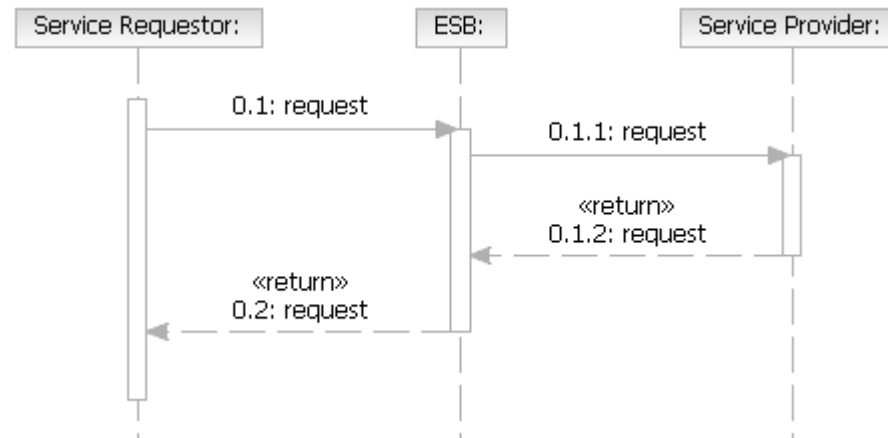 Service Requestor:
ESB:
Service Provider:
0.1: request
0.1.1: request
«return»
0.1.2: request
«return»
0.2: request